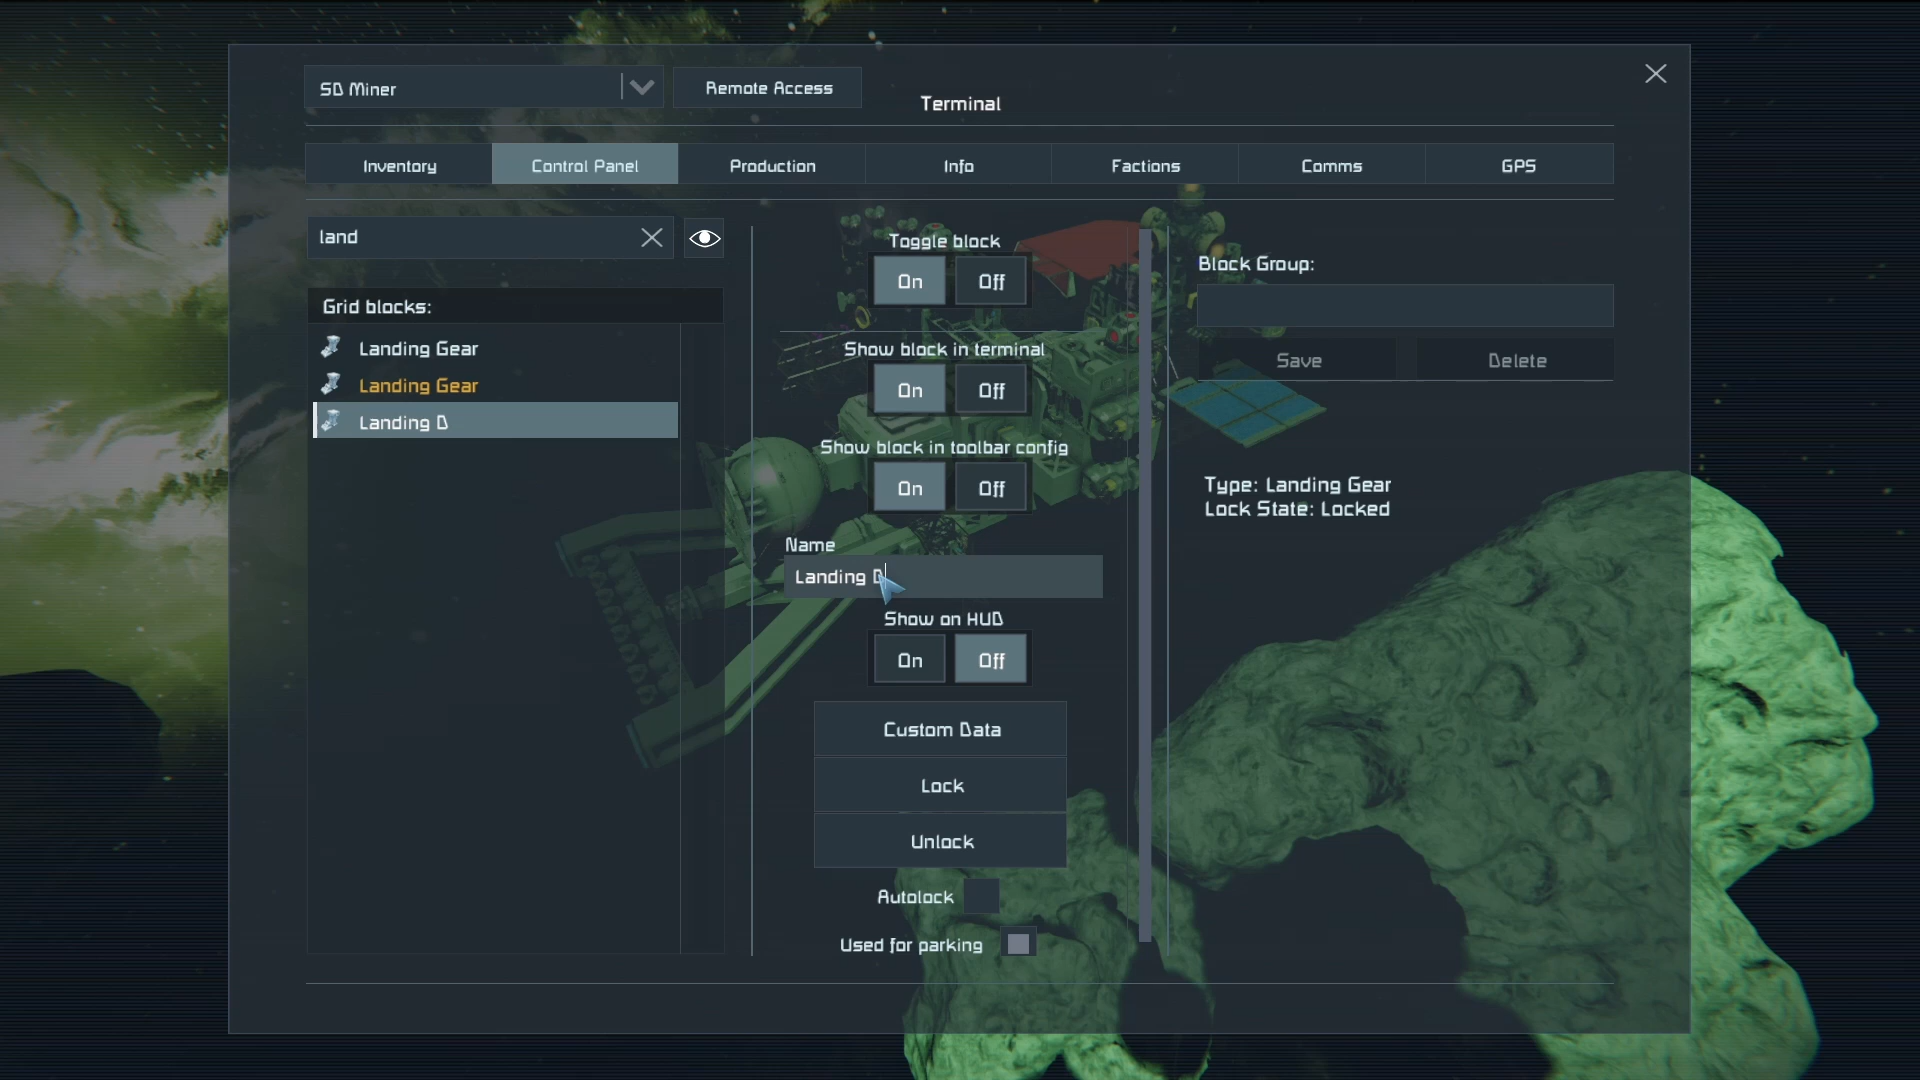 SD Miner
Remote Access
Terminal
Inventory
Control Panel
Production
Info
Factions
Comms
GPS
land
Grid blocks:
Landing Gear
Landing Gear
Landing D
Toggle block
On
Off
Show block in terminal
On
Off
Show block in toolbar config
On
Off
Name
Landing D
Show on HUD
On
Off
Custom Data
Lock
Unlock
Autolock
Used for parking
Block Group:
Save
Delete
Type: Landing Gear
Lock State: Locked